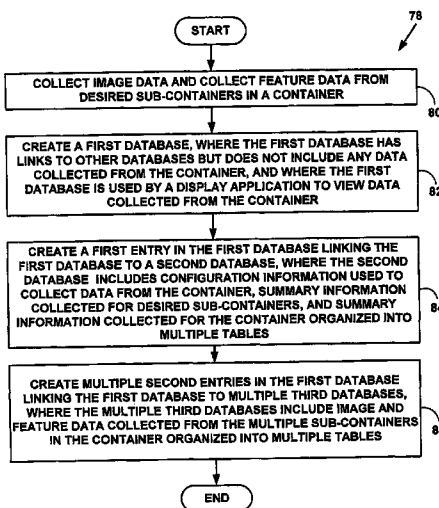 78
START
COLLECT IMAGE DATA AND COLLECT FEATURE DATA FROM
DESIRED SUB-CONTAINERS IN A CONTAINER
80
CREATE A FIRST DATABASE, WHERE THE FIRST DATABASE HAS
LINKS TO OTHER DATABASES BUT DOES NOT INCLUDE ANY DATA
COLLECTED FROM THE CONTAINER, AND WHERE THE FIRST
DATABASE IS USED BY A DISPLAY APPLICATION TO VIEW DATA
COLLECTED FROM THE CONTAINER
82
CREATE A FIRST ENTRY IN THE FIRST DATABASE LINKING THE
FIRST DATABASE TO A SECOND DATABASE, WHERE THE SECOND
DATABASE INCLUDES CONFIGURATION INFORMATION USED TO
COLLECT DATA FROM THE CONTAINER, SUMMARY INFORMATION
COLLECTED FOR DESIRED SUB-CONTAINERS, AND SUMMARY
INFORMATION COLLECTED FOR THE CONTAINER ORGANIZED INTO
MULTIPLE TABLES
CREATE MULTIPLE SECOND ENTRIES IN THE FIRST DATABASE
LINKING THE FIRST DATABASE TO MULTIPLE THIRD DATABASES,
WHERE THE MULTIPLE THIRD DATABASES INCLUDE IMAGE AND
FEATURE DATA COLLECTED FROM THE MULTIPLE SUB-CONTAINERS
IN THE CONTAINER ORGANIZED INTO MULTIPLE TABLES
END